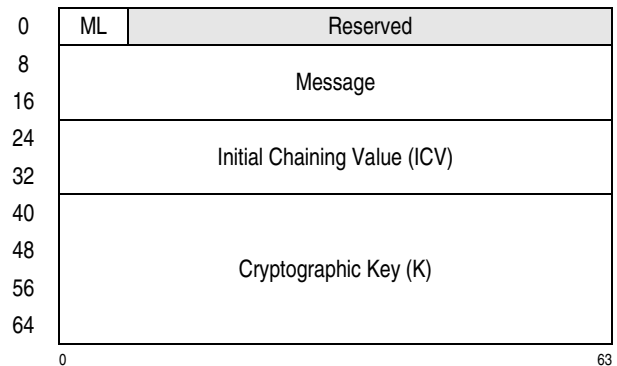 0 ML Reserved
8
Message
16
24
Initial Chaining Value (ICV)
32
40
48
Cryptographic Key (K)
56
64
0 63